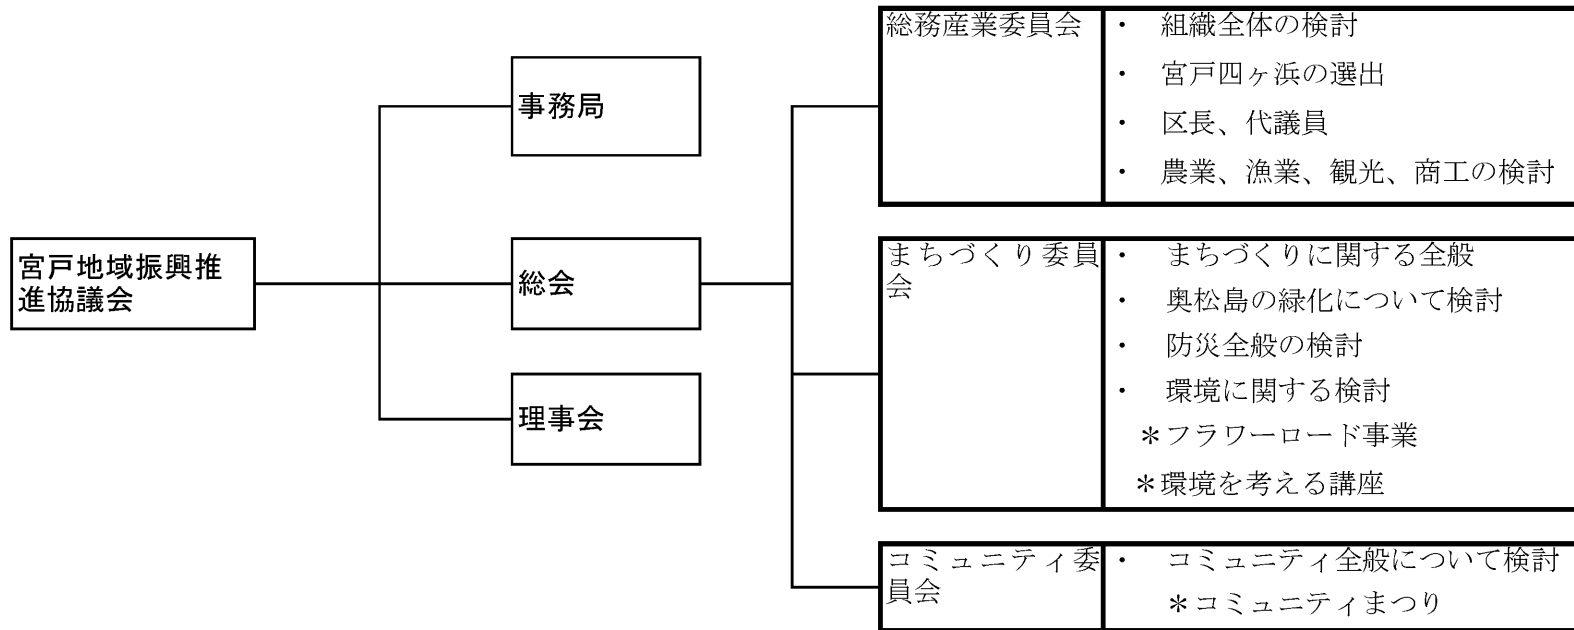 宮戸地域振興推
進協議会
事務局
総会
理事会
総務産業委員会
・ 組織全体の検討
・ 宮戸四ヶ浜の選出
・ 区長、代議員
・ 農業、漁業、観光、商工の検討
まちづくり委員
会
・ まちづくりに関する全般
・ 奥松島の緑化について検討
・ 防災全般の検討
・ 環境に関する検討
＊フラワーロード事業
＊環境を考える講座
コミュニティ委
員会
・ コミュニティ全般について検討
＊コミュニティまつり